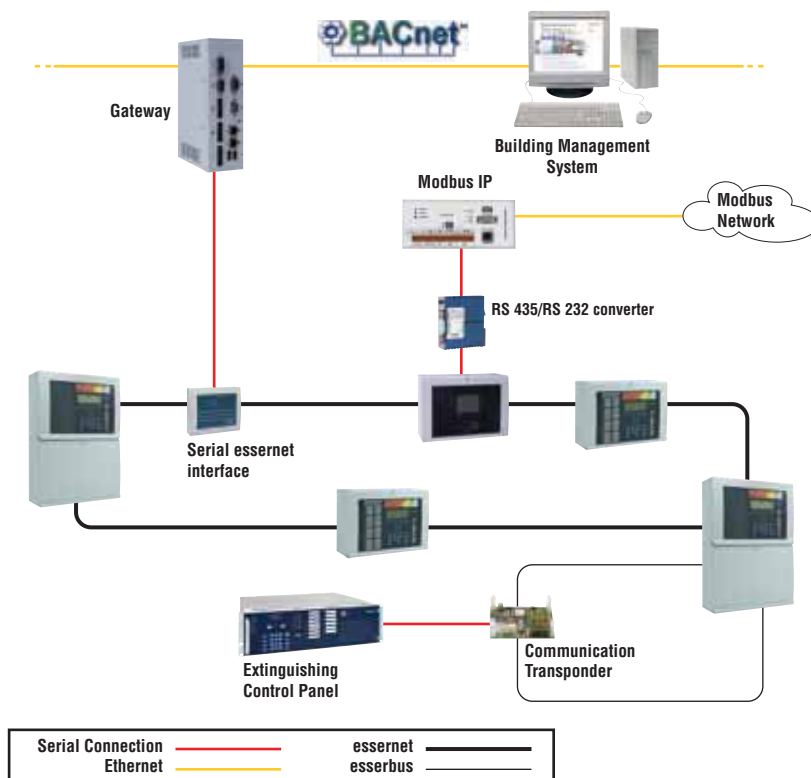 BACnet
Gateway
Building Management
System
Modbus IP
Modbus
Network
RS 435/RS 232 converter
Serial essernet
interface
Extinguishing
Control Panel
Communication
Transponder
Serial Connection
essernet
Ethernet
esserbus